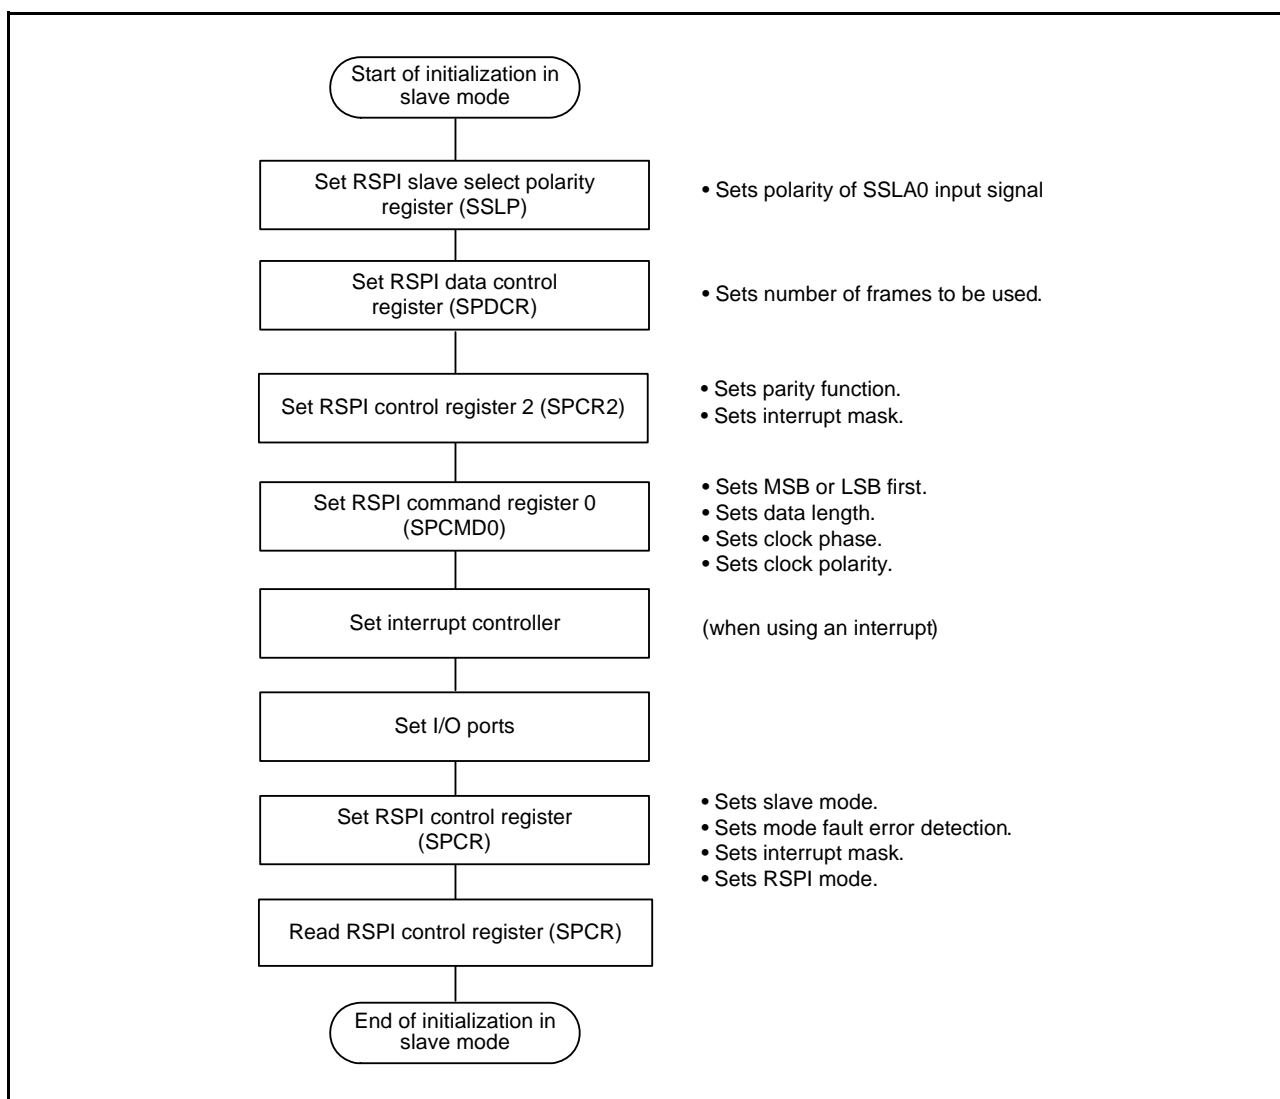 Start of initialization in
slave mode
Set RSPI slave select polarity
register (SSLP)
• Sets polarity of SSLA0 input signal
Set RSPI data control
register (SPDCR)
• Sets number of frames to be used.
Set RSPI control register 2 (SPCR2)
• Sets parity function.
• Sets interrupt mask.
Set RSPI command register 0
(SPCMD0)
• Sets MSB or LSB first.
• Sets data length.
• Sets clock phase.
• Sets clock polarity.
Set interrupt controller
(when using an interrupt)
Set I/O ports
Set RSPI control register
(SPCR)
• Sets slave mode.
• Sets mode fault error detection.
• Sets interrupt mask.
• Sets RSPI mode.
Read RSPI control register (SPCR)
End of initialization in
slave mode